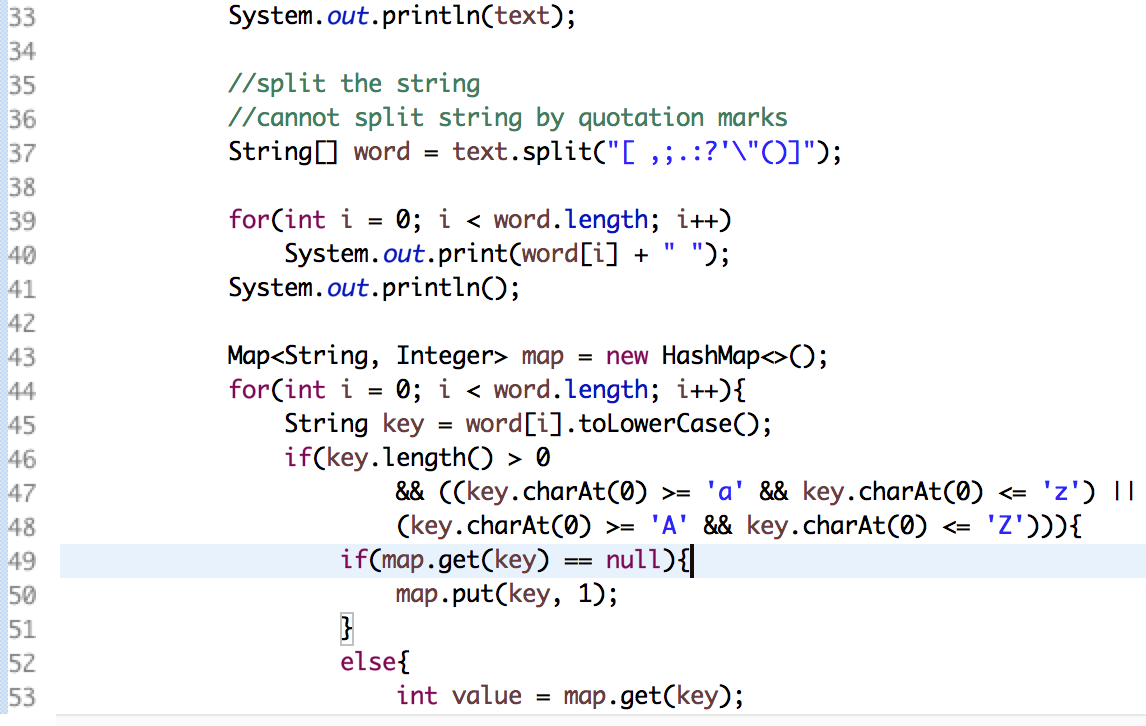 33 System.out.println(text);
34
35 //split the string
36 //cannot split string by quotation marks
37 String[] word = text.split("[ ,;.:?'\"()]");
38
39 for(int i = 0; i < word.length; i++)
40 System.out.print(word[i] + " ");
41 System.out.println();
42
43 Map<String, Integer> map = new HashMap<>();
44 for(int i = 0; i < word.length; i++){
45 String key = word[i].toLowerCase();
46 if(key.length() > 0
47 && ((key.charAt(0) >= 'a' && key.charAt(0) <= 'z') ||
48 (key.charAt(0) >= 'A' && key.charAt(0) <= 'Z'))){
49 if(map.get(key) == null){
50 map.put(key, 1);
51 }
52 else{
53 int value = map.get(key);